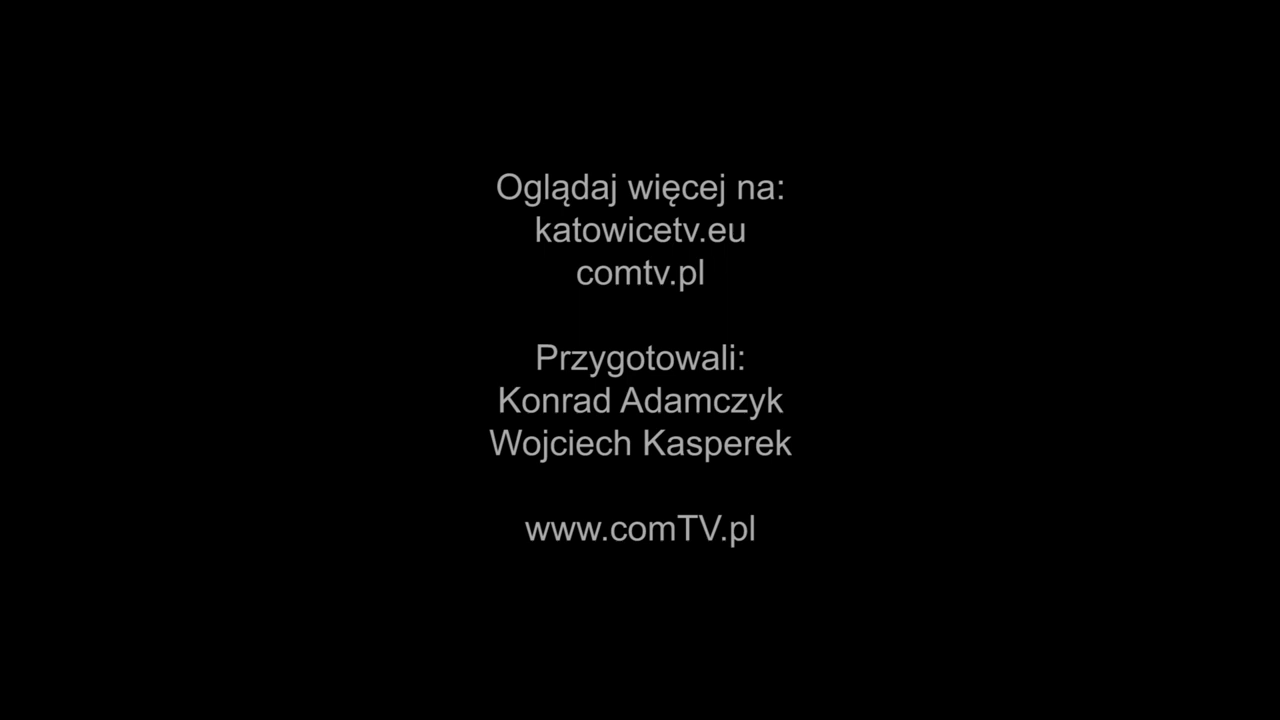 Oglądaj więcej na:
katowicetv.eu
comtv.pl
Przygotowali:
Konrad Adamczyk
Wojciech Kasperek
www.comTV.pl